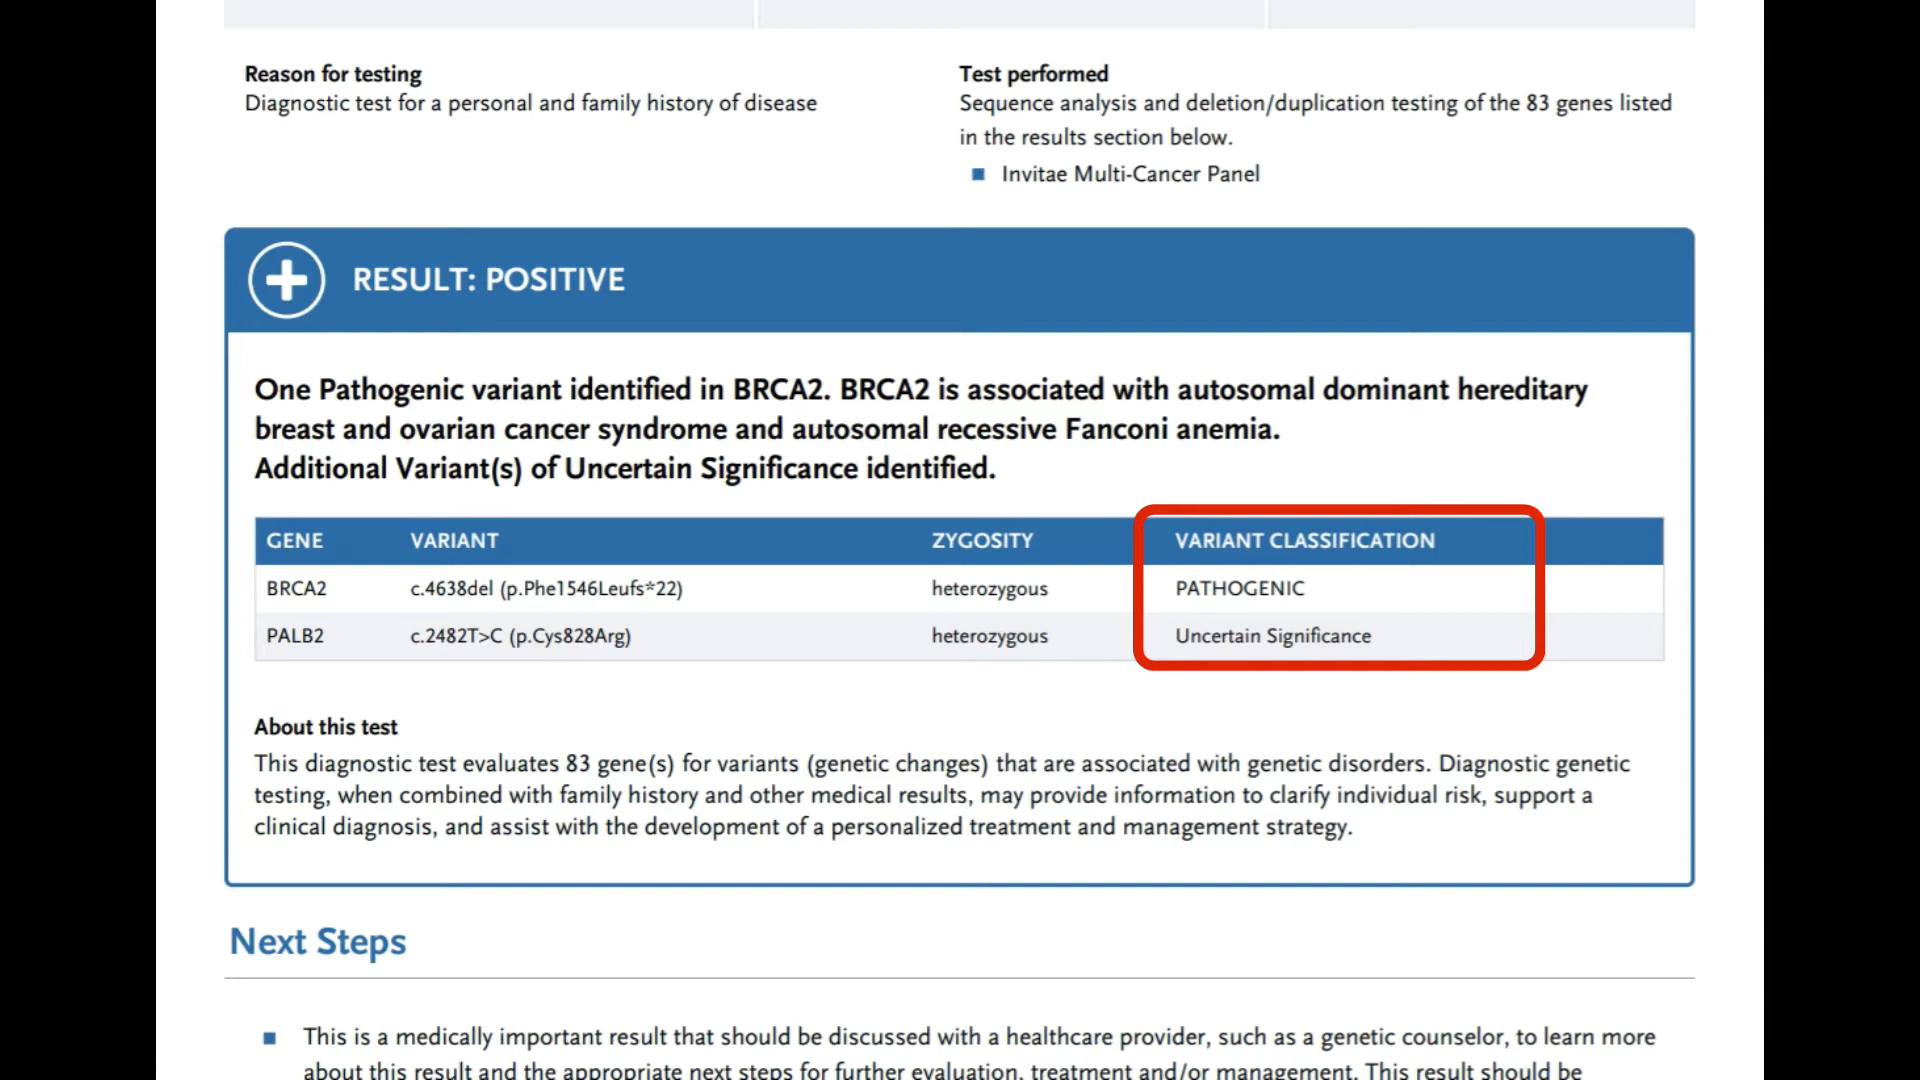 Reason for testing
Diagnostic test for a personal and family history of disease
Test performed
Sequence analysis and deletion/duplication testing of the 83 genes listed
in the results section below.
■ Invitae Multi-Cancer Panel
RESULT: POSITIVE
One Pathogenic variant identified in BRCA2. BRCA2 is associated with autosomal dominant hereditary
breast and ovarian cancer syndrome and autosomal recessive Fanconi anemia.
Additional Variant(s) of Uncertain Significance identified.
GENE VARIANT ZYGOSITY VARIANT CLASSIFICATION
BRCA2 c.4638del (p.Phe1546Leufs*22) heterozygous PATHOGENIC
PALB2 c.2482T>C (p.Cys828Arg) heterozygous Uncertain Significance
About this test
This diagnostic test evaluates 83 gene(s) for variants (genetic changes) that are associated with genetic disorders. Diagnostic genetic
testing, when combined with family history and other medical results, may provide information to clarify individual risk, support a
clinical diagnosis, and assist with the development of a personalized treatment and management strategy.
Next Steps
■ This is a medically important result that should be discussed with a healthcare provider, such as a genetic counselor, to learn more
about this result and the appropriate next steps for further evaluation, treatment and/or management. This result should be